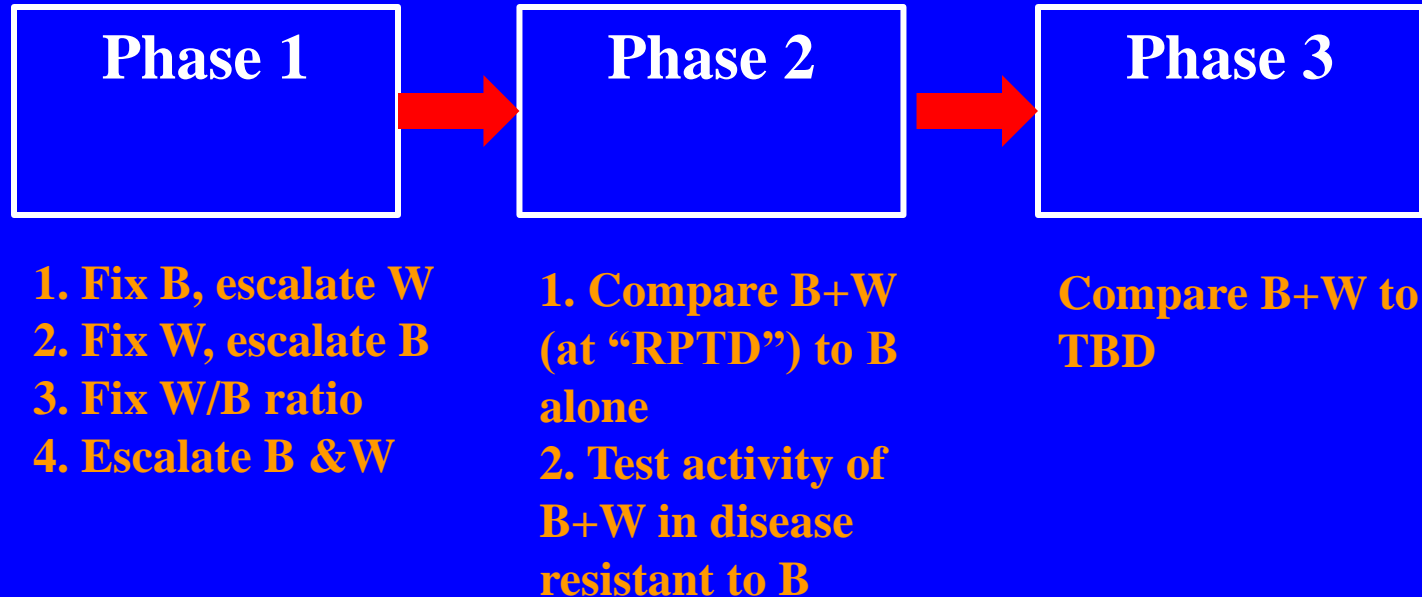 Phase 1
1. Fix B, escalate W
2. Fix W, escalate B
3. Fix W/B ratio
4. Escalate B &W
Phase 2
1. Compare B+W
(at “RPTD”) to B
alone
2. Test activity of
B+W in disease
resistant to B
Phase 3
Compare B+W to
TBD